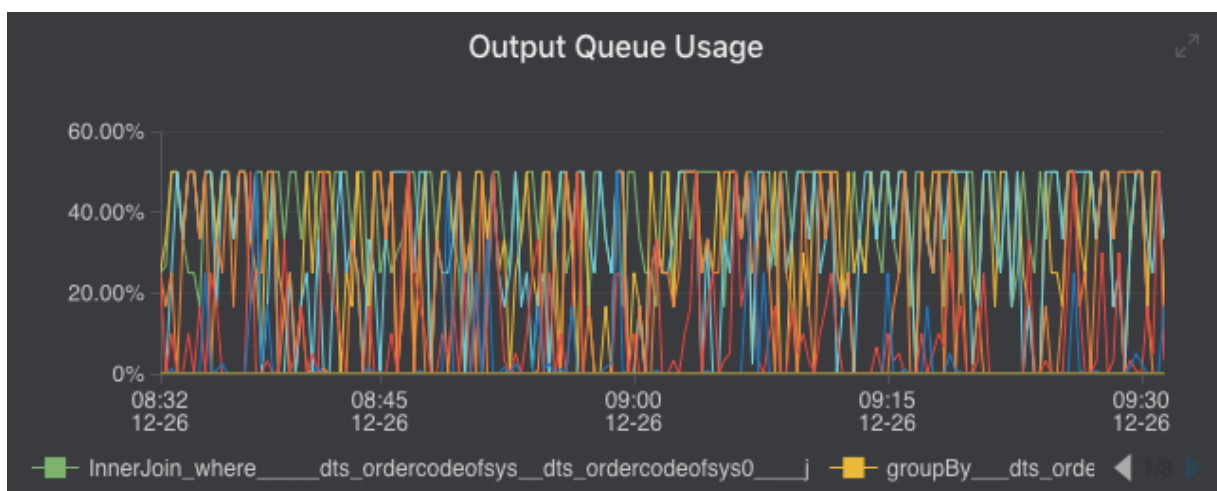 Output Queue Usage
60.00%
40.00%
20.00%
0%
08:32 08:45 09:00 09:15 09:30
12-26 12-26 12-26 12-26 12-26
InnerJoin_where_____dts_ordercodeofsys__dts_ordercodeofsys0____j groupBy___dts_orde 1/8